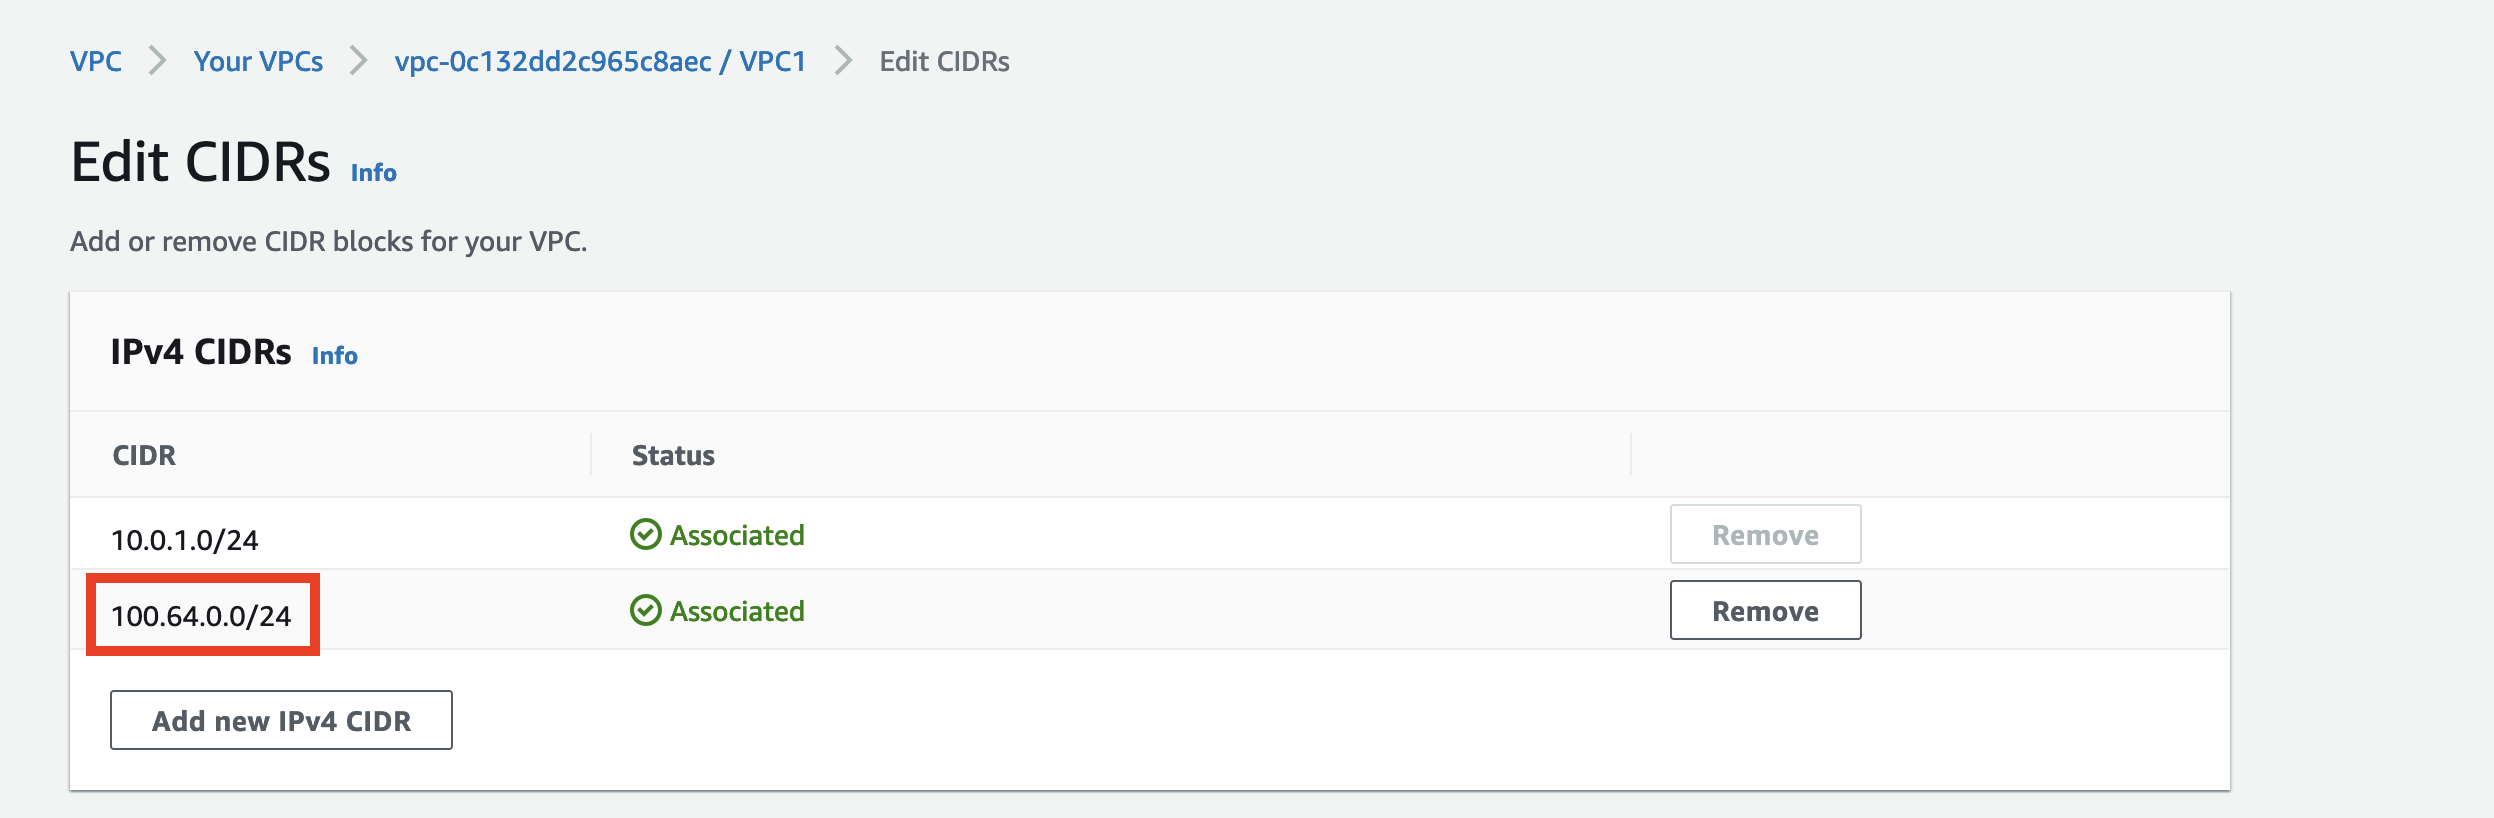 VPC > Your VPCs > vpc-0c132dd2c965c8aec / VPC1 > Edit CIDRs
Edit CIDRs Info
Add or remove CIDR blocks for your VPC.
IPv4 CIDRs Info
CIDR Status
10.0.1.0/24 Associated Remove
100.64.0.0/24 Associated Remove
Add new IPv4 CIDR